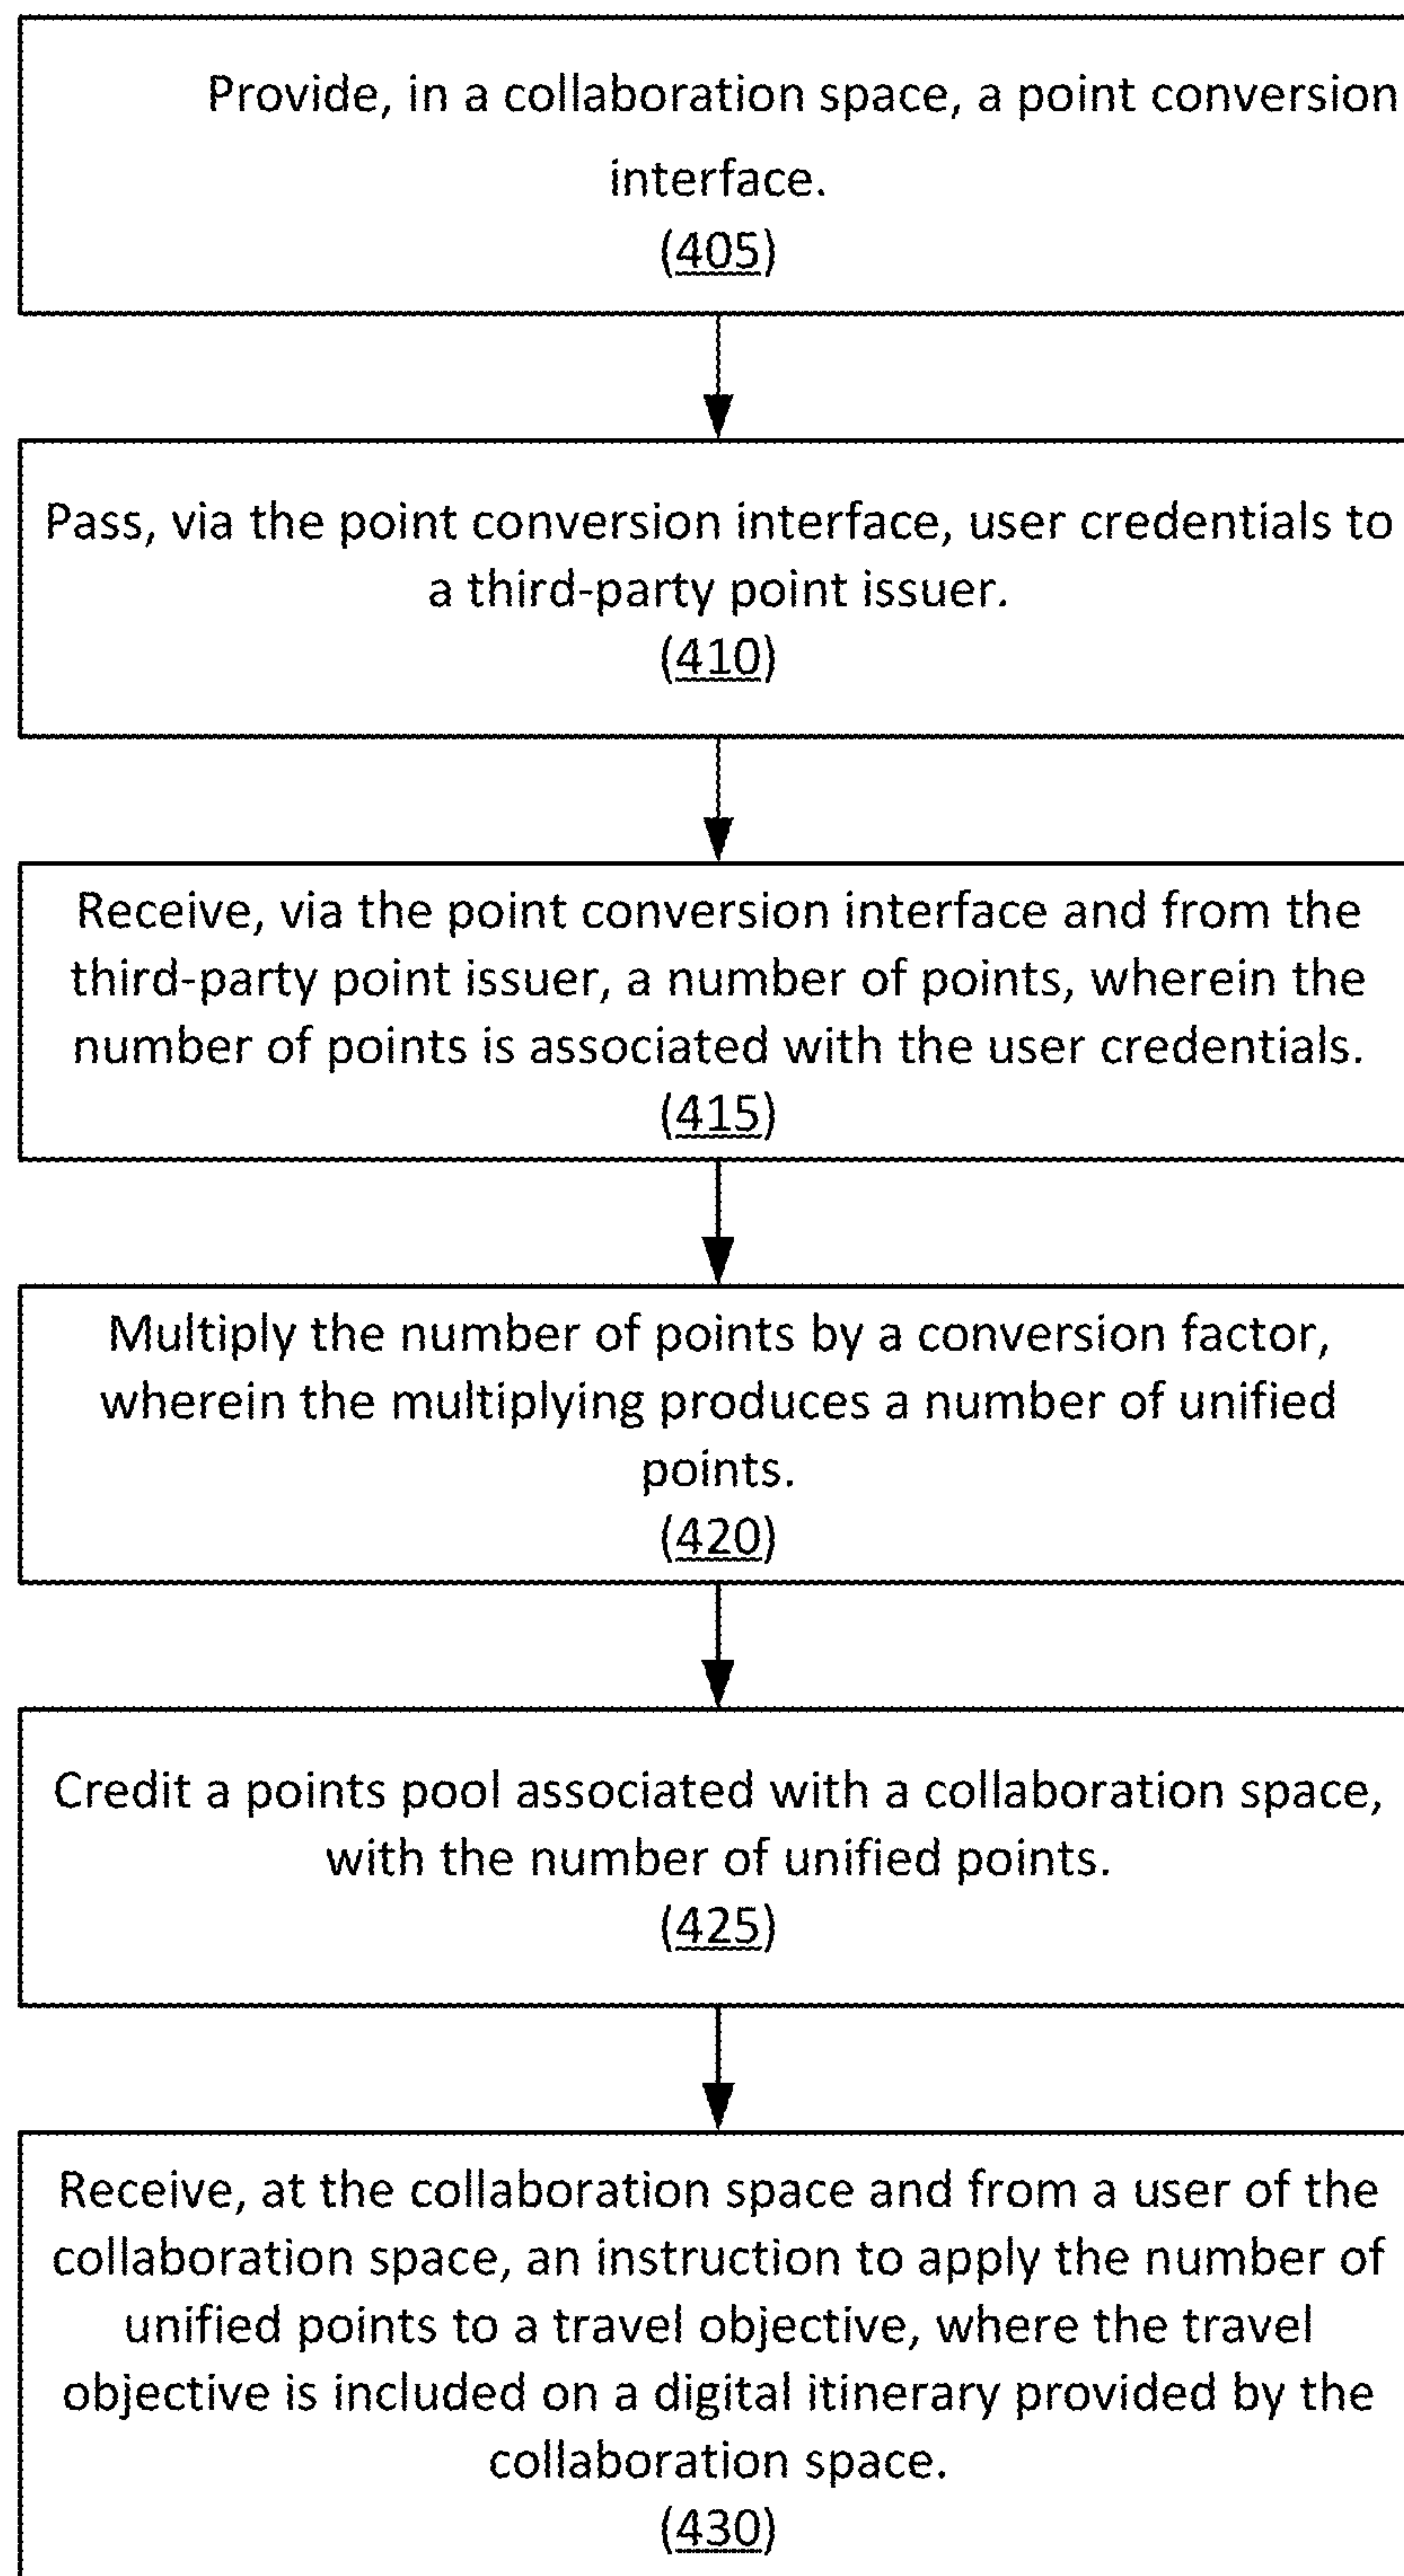 Provide, in a collaboration space, a point conversion
interface.
(405)
Pass, via the point conversion interface, user credentials to
a third-party point issuer.
(410)
Receive, via the point conversion interface and from the
third-party point issuer, a number of points, wherein the
number of points is associated with the user credentials.
(415)
Multiply the number of points by a conversion factor,
wherein the multiplying produces a number of unified
points.
(420)
Credit a points pool associated with a collaboration space,
with the number of unified points.
(425)
Receive, at the collaboration space and from a user of the
collaboration space, an instruction to apply the number of
unified points to a travel objective, where the travel
objective is included on a digital itinerary provided by the
collaboration space.
(430)